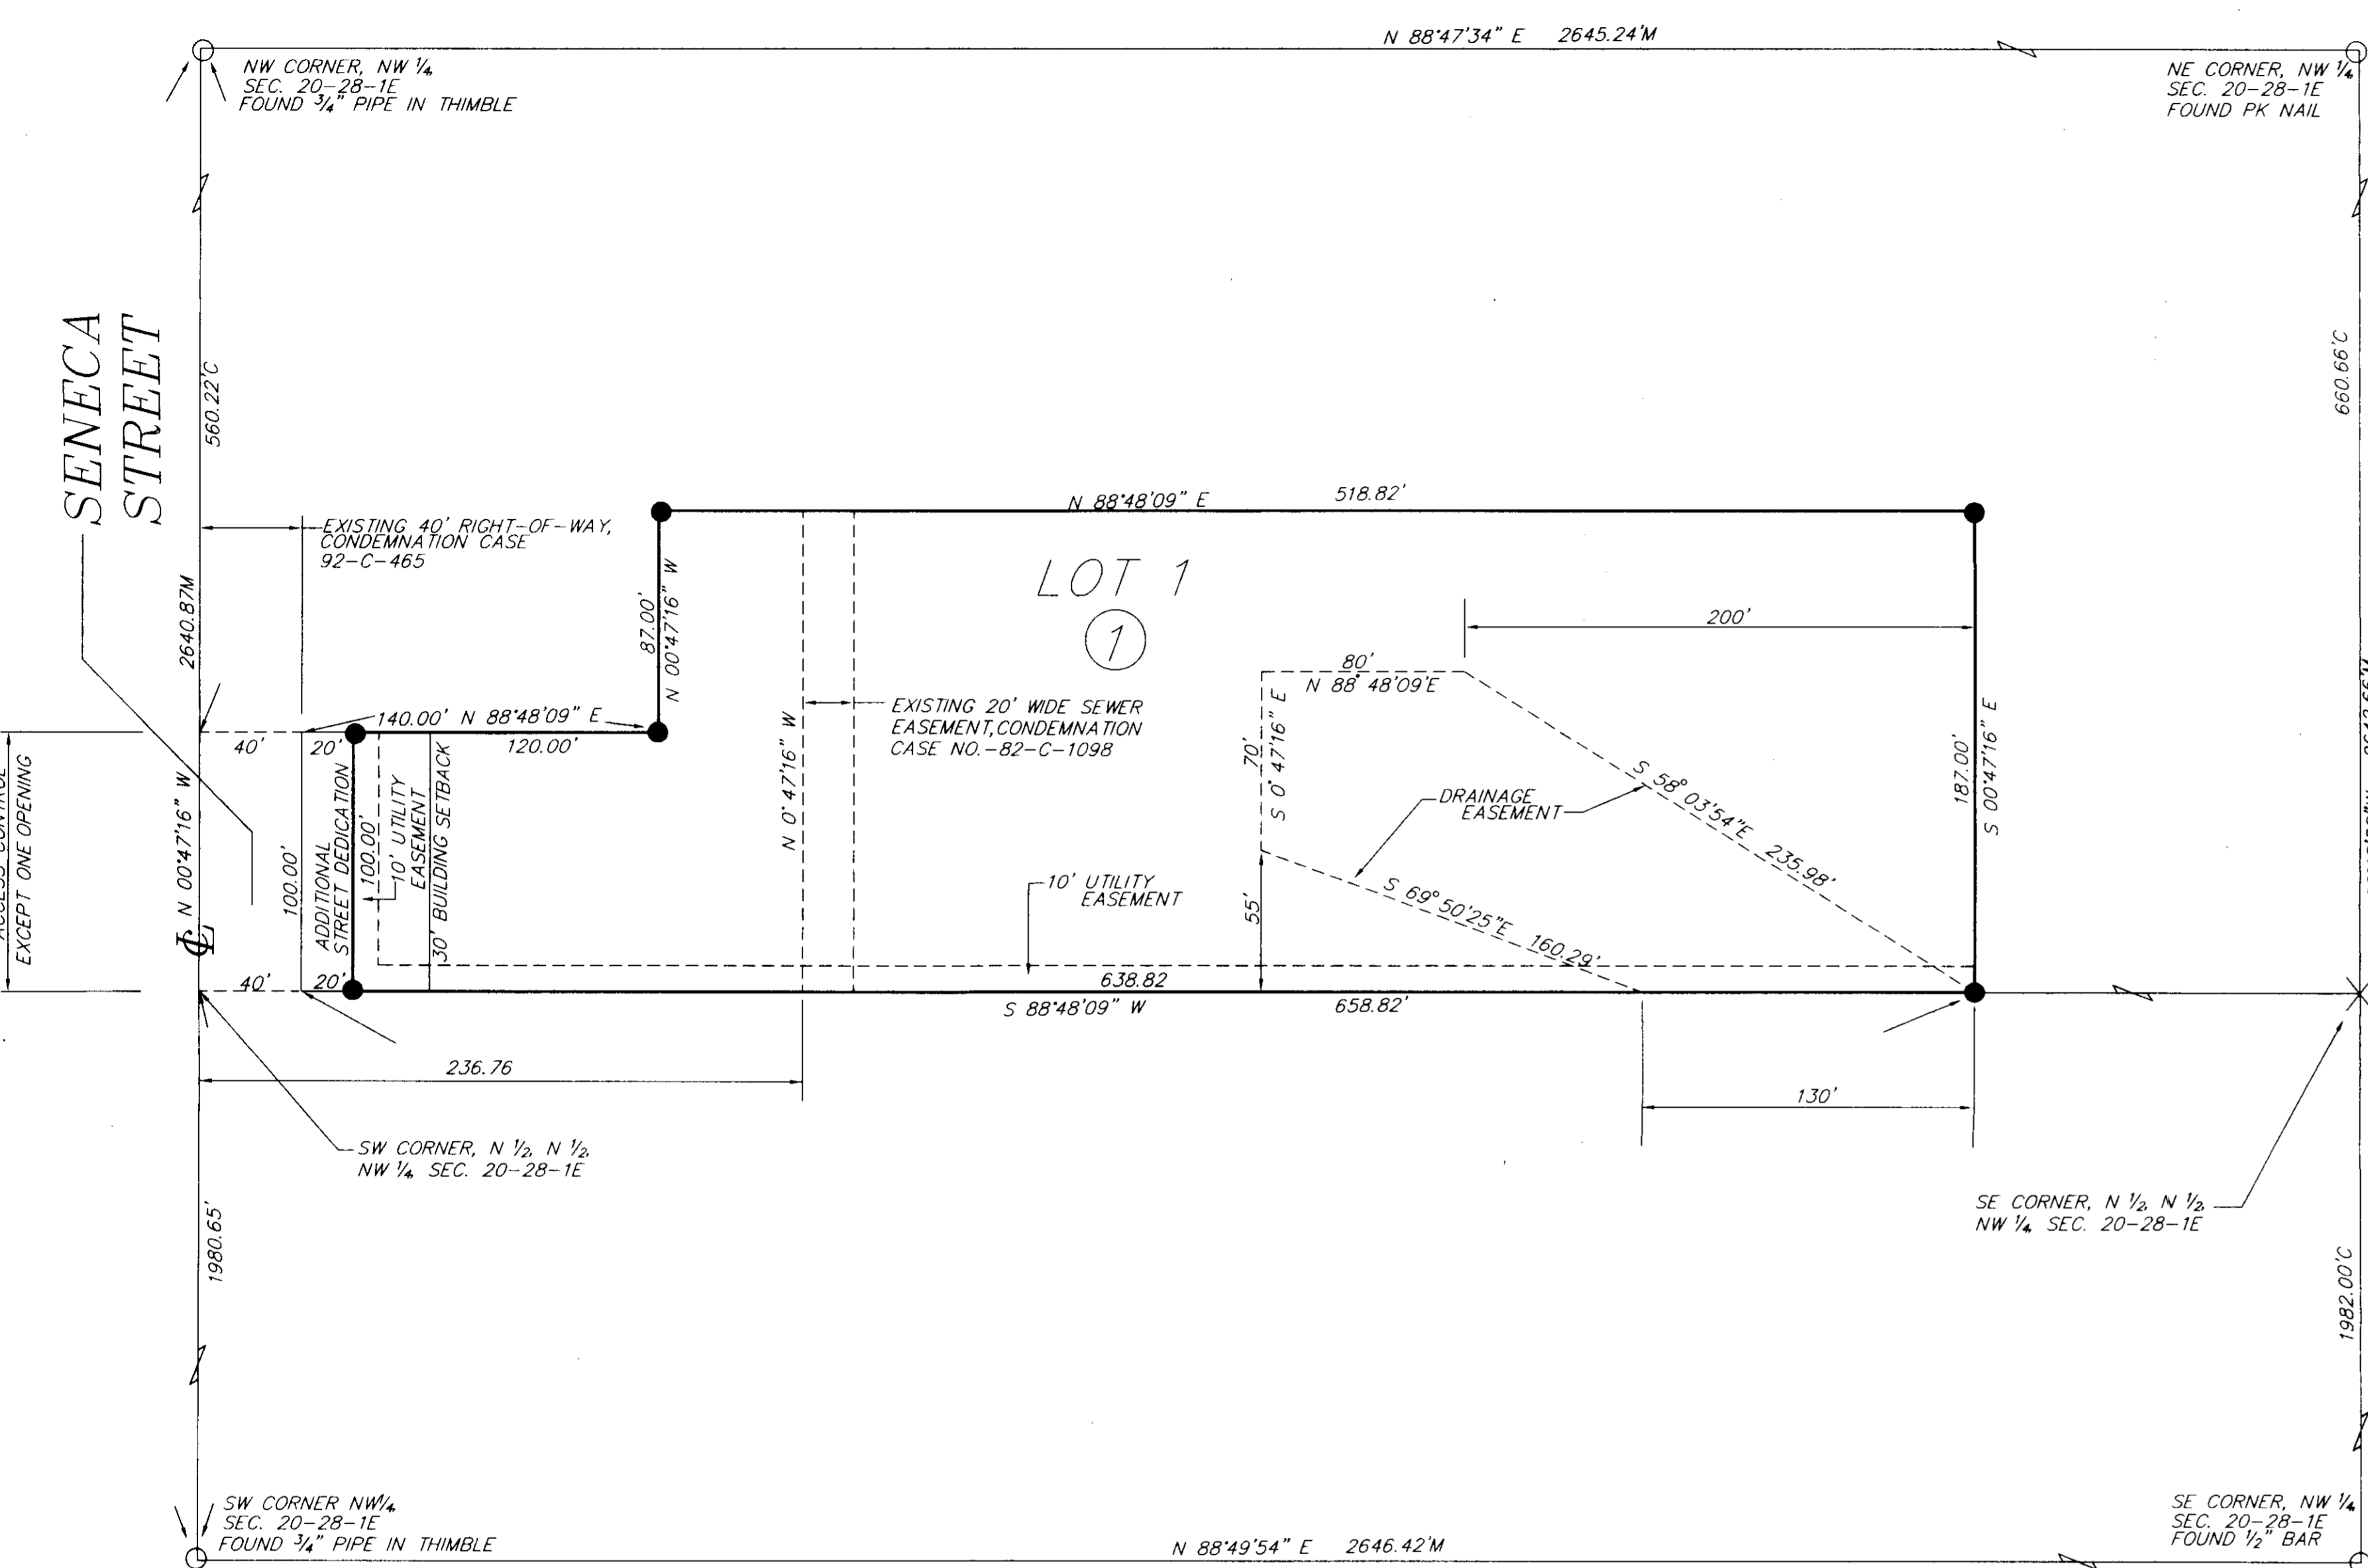 N 88°47'34" E 2645.24'M
NW CORNER, NW 1/4,
SEC. 20-28-1E
FOUND 3/4" PIPE IN THIMBLE
NE CORNER, NW 1/4,
SEC. 20-28-1E
FOUND PK NAIL
SENECA
STREET
560.22'C
2640.87M
660.66'C
EXISTING 40' RIGHT-OF-WAY,
CONDEMNATION CASE
92-C-465
N 88°48'09" E 518.82'
87.00'
N 00°47'16" W
LOT 1
1
200'
80'
N 88°48'09'E
70'
S 0°47'16" E
EXISTING 20' WIDE SEWER
EASEMENT, CONDEMNATION
CASE NO.-82-C-1098
N 0°47'16" W
140.00' N 88°48'09" E
40' 20' 120.00'
EXCEPT ONE OPENING
N 00°47'16" W
100.00'
ADDITIONAL
STREET DEDICATION
100.00'
10' UTILITY
EASEMENT
30' BUILDING SETBACK
DRAINAGE
EASEMENT
S 58°03'54"E 235.98'
187.00'
S 00°47'16" E
10' UTILITY
EASEMENT
55'
S 69°50'25"E 160.29'
40' 20'
638.82
S 88°48'09" W 658.82'
236.76
130'
SW CORNER, N 1/2, N 1/2,
NW 1/4, SEC. 20-28-1E
SE CORNER, N 1/2, N 1/2,
NW 1/4, SEC. 20-28-1E
1980.65'
1982.00'C
SW CORNER NW1/4,
SEC. 20-28-1E
FOUND 3/4" PIPE IN THIMBLE
SE CORNER, NW 1/4,
SEC. 20-28-1E
FOUND 1/2" BAR
N 88°49'54" E 2646.42'M